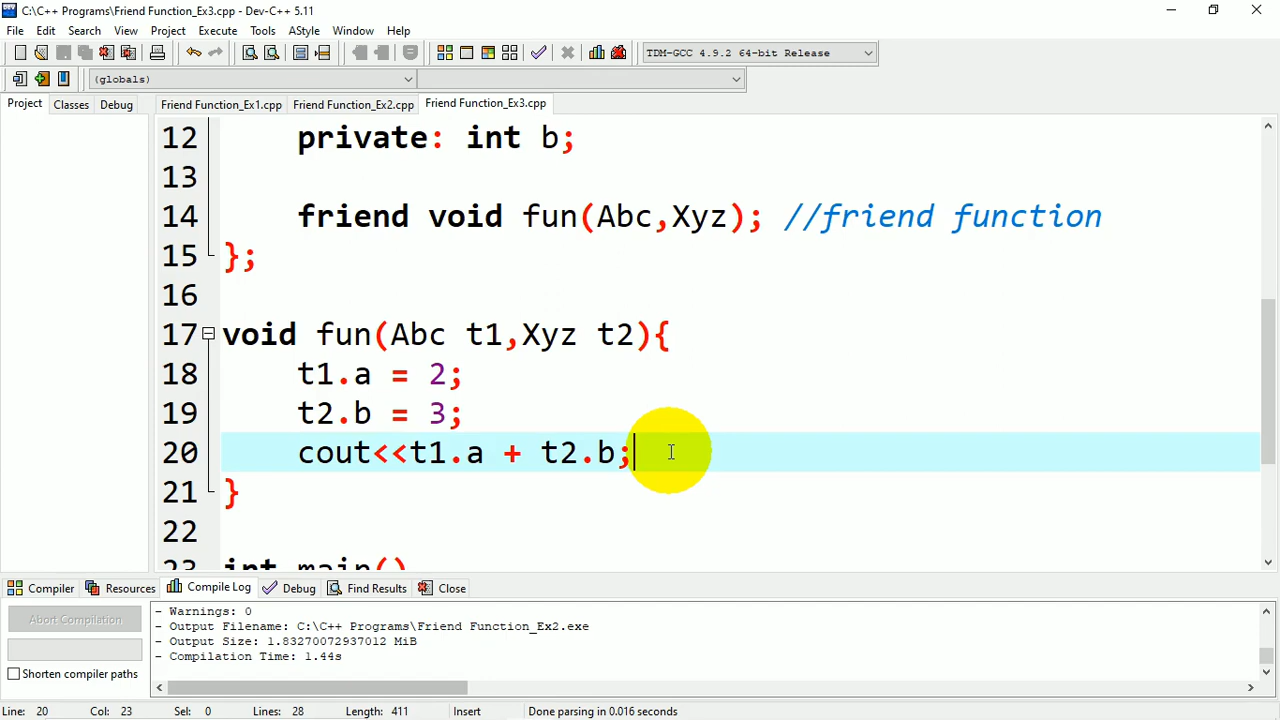 C:\C++ Programs\Friend Function_Ex3.cpp - Dev-C++ 5.11
File Edit Search View Project Execute Tools AStyle Window Help
TDM-GCC 4.9.2 64-bit Release
(globals)
Project Classes Debug Friend Function_Ex1.cpp Friend Function_Ex2.cpp Friend Function_Ex3.cpp
12 private: int b;
13
14 friend void fun(Abc,Xyz); //friend function
15 };
16
17 void fun(Abc t1,Xyz t2){
18 t1.a = 2;
19 t2.b = 3;
20 cout<<t1.a + t2.b;
21 }
22
23 int main()
Compiler Resources Compile Log Debug Find Results Close
Abort Compilation
Shorten compiler paths
- Warnings: 0
- Output Filename: C:\C++ Programs\Friend Function_Ex2.exe
- Output Size: 1.83270072937012 MiB
- Compilation Time: 1.44s
Line: 20 Col: 23 Sel: 0 Lines: 28 Length: 411 Insert Done parsing in 0.016 seconds